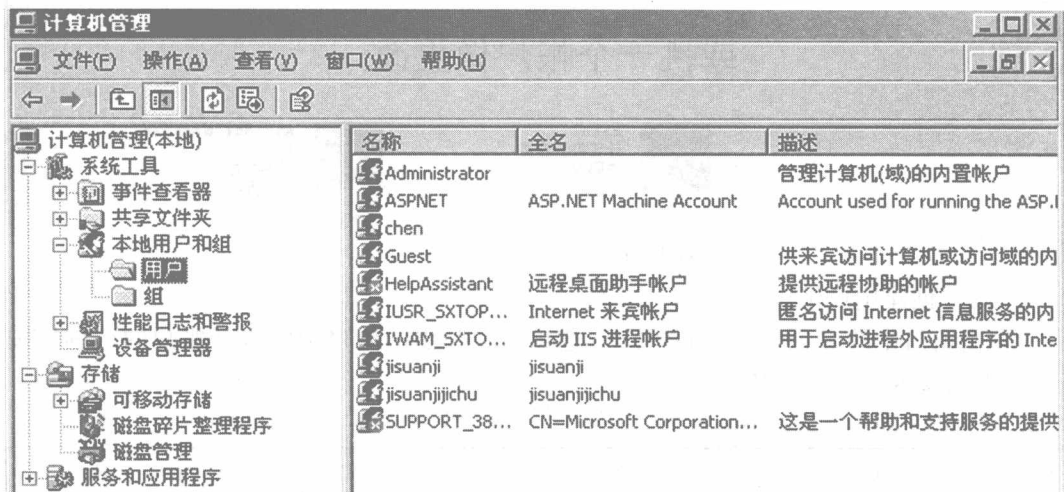 计算机管理
文件(F) 操作(A) 查看(V) 窗口(W) 帮助(H)
计算机管理(本地)
系统工具
事件查看器
共享文件夹
本地用户和组
用户
组
性能日志和警报
设备管理器
存储
可移动存储
磁盘碎片整理程序
磁盘管理
服务和应用程序
名称 全名 描述
Administrator 管理计算机(域)的内置帐户
ASPNET ASP.NET Machine Account Account used for running the ASP.
chen
Guest 供来宾访问计算机或访问域的内
HelpAssistant 远程桌面助手帐户 提供远程协助的帐户
IUSR_SXTOP... Internet 来宾帐户 匿名访问 Internet 信息服务的内
IWAM_SXTO... 启动 IIS 进程帐户 用于启动进程外应用程序的 Inte
jisuanji jisuanji
jisuanjijichu jisuanjijichu
SUPPORT_38... CN=Microsoft Corporation... 这是一个帮助和支持服务的提供